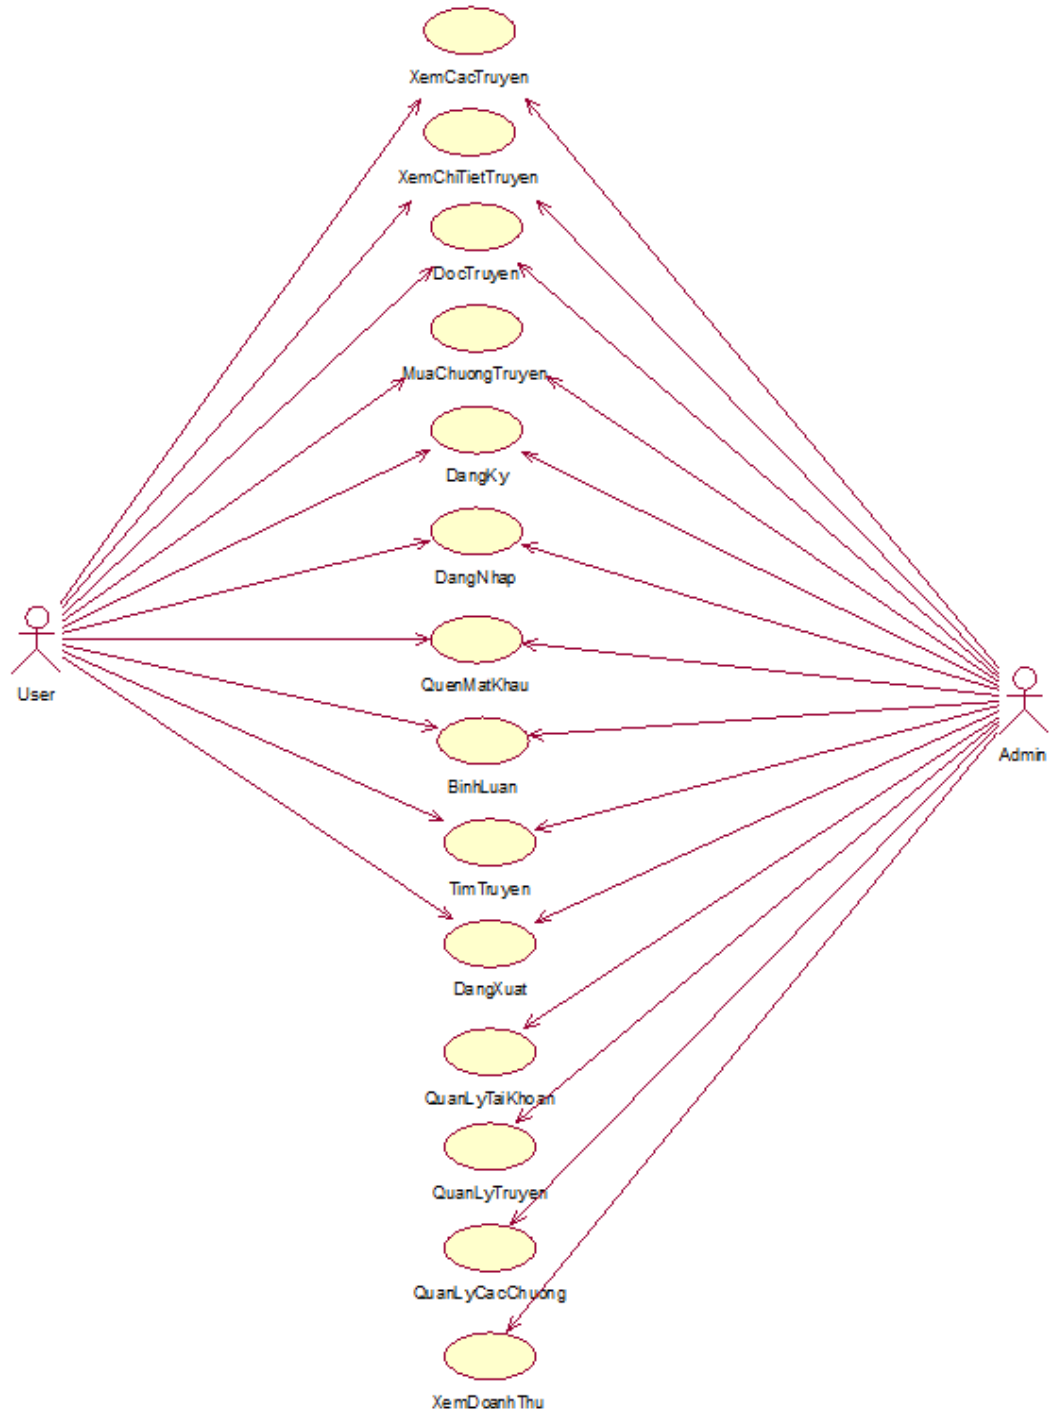 XemCacTruyen
XemChiTietTruyen
DocTruyen
MuaChuongTruyen
DangKy
DangNhap
User
QuenMatKhau
Admin
BinhLuan
TimTruyen
DangXuat
QuanLyTaiKhoan
QuanLyTruyen
QuanLyCacChuong
XemDoanhThu